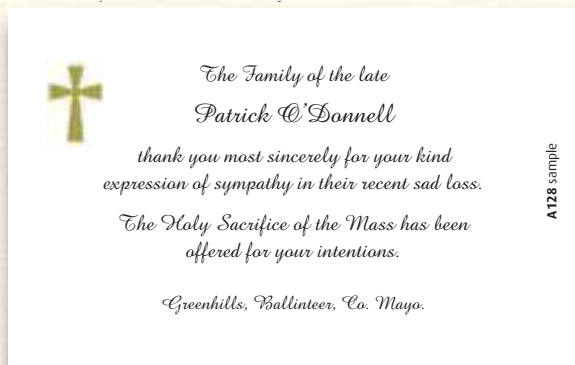 The Family of the late
Patrick O'Donnell
thank you most sincerely for your kind
expression of sympathy in their recent sad loss.
The Holy Sacrifice of the Mass has been
offered for your intentions.
Greenhills, Ballinteer, Co. Mayo.
A128 sample